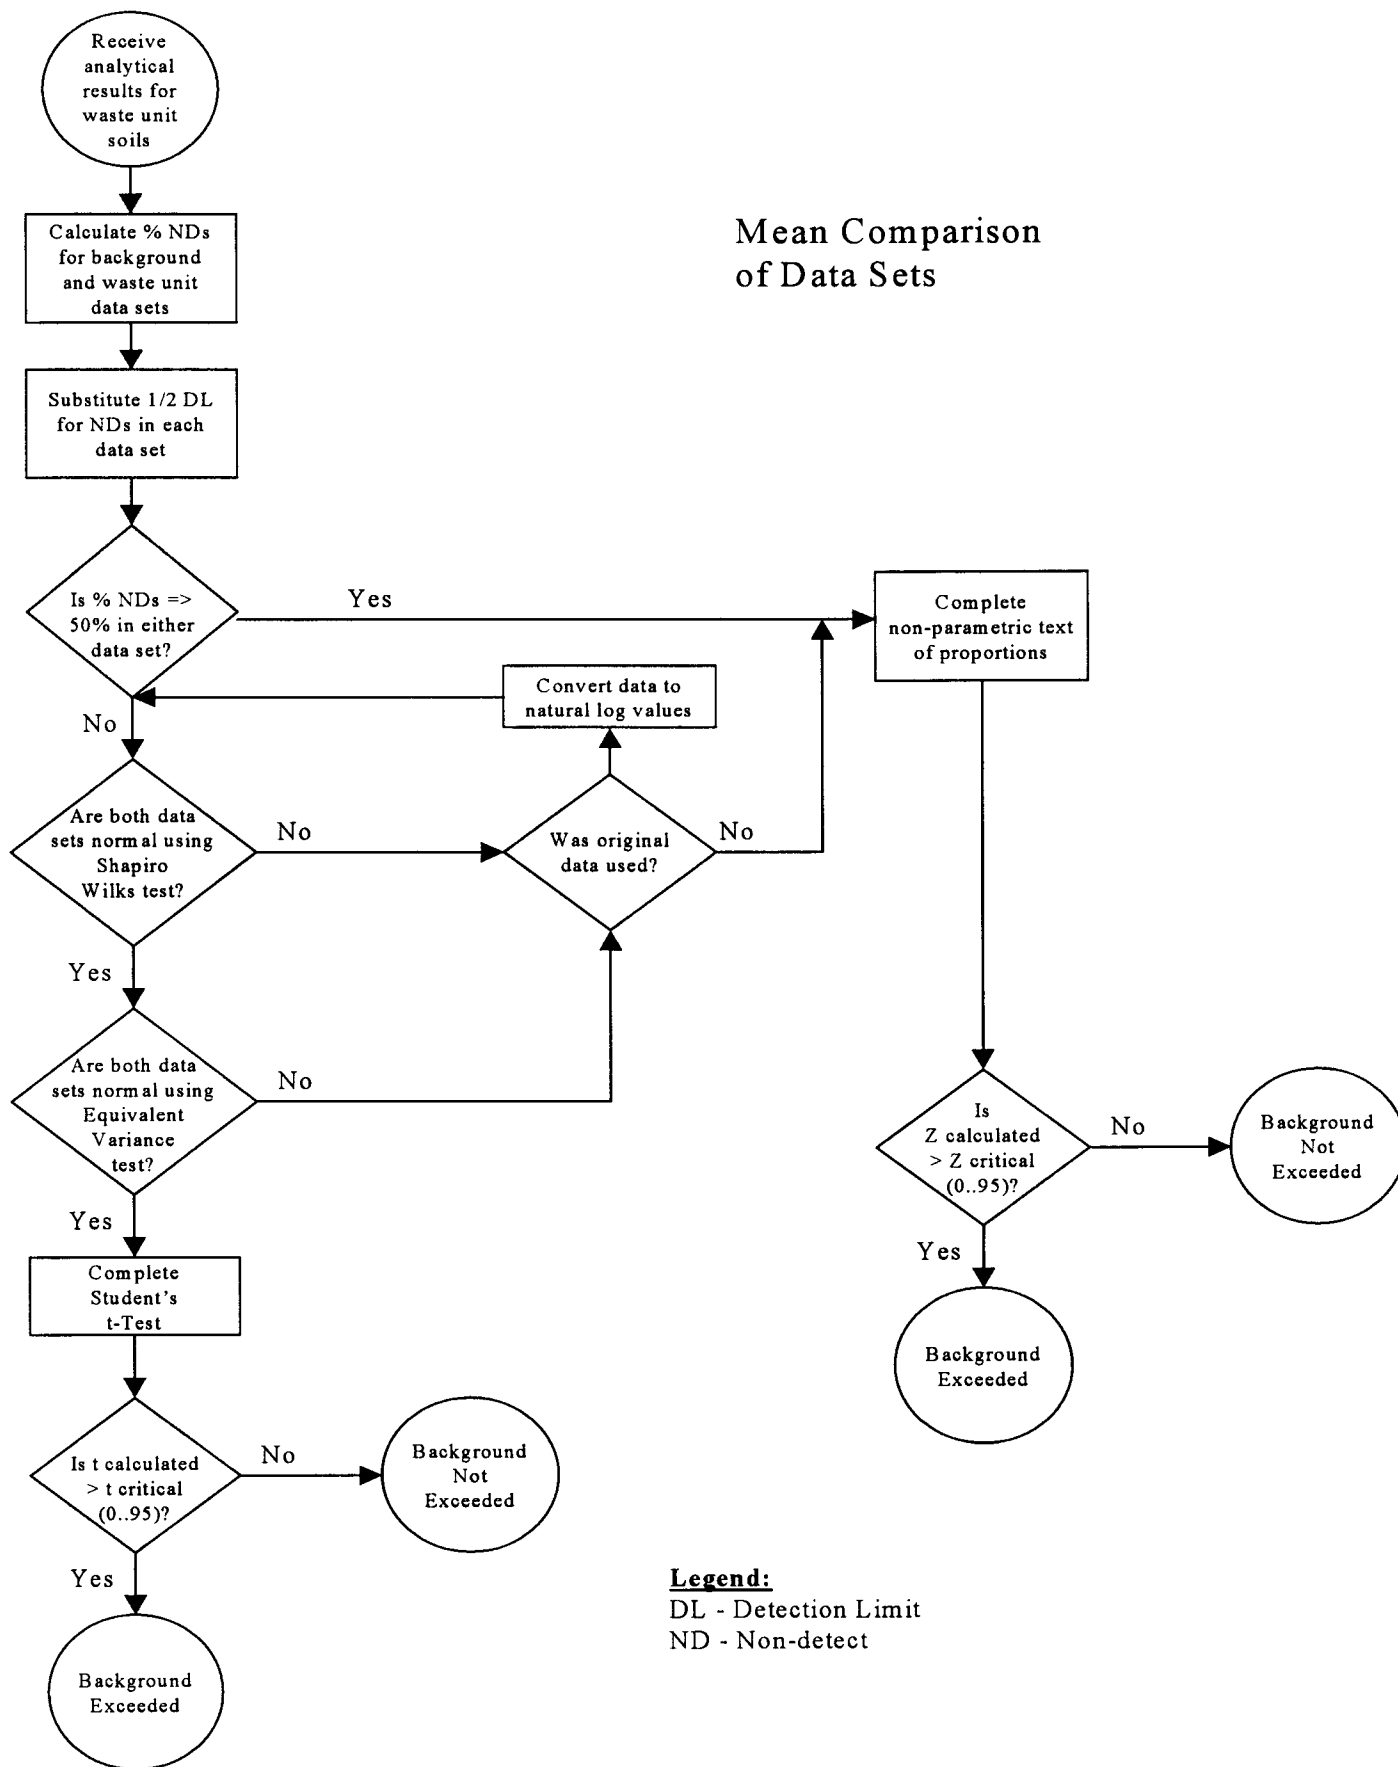 Receive
analytical
results for
waste unit
soils
Calculate % NDs
for background
and waste unit
data sets
Mean Comparison
of Data Sets
Substitute 1/2 DL
for NDs in each
data set
Is % NDs =>
50% in either
data set?
Yes
Complete
non-parametric text
of proportions
Convert data to
natural log values
No
Are both data
sets normal using
Shapiro
Wilks test?
No
Was original
data used?
No
Yes
Are both data
sets normal using
Equivalent
Variance
test?
No
Is
Z calculated
> Z critical
(0..95)?
No
Background
Not
Exceeded
Yes
Yes
Complete
Student's
t-Test
Background
Exceeded
Is t calculated
> t critical
(0..95)?
No
Background
Not
Exceeded
Yes
Background
Exceeded
Legend:
DL - Detection Limit
ND - Non-detect